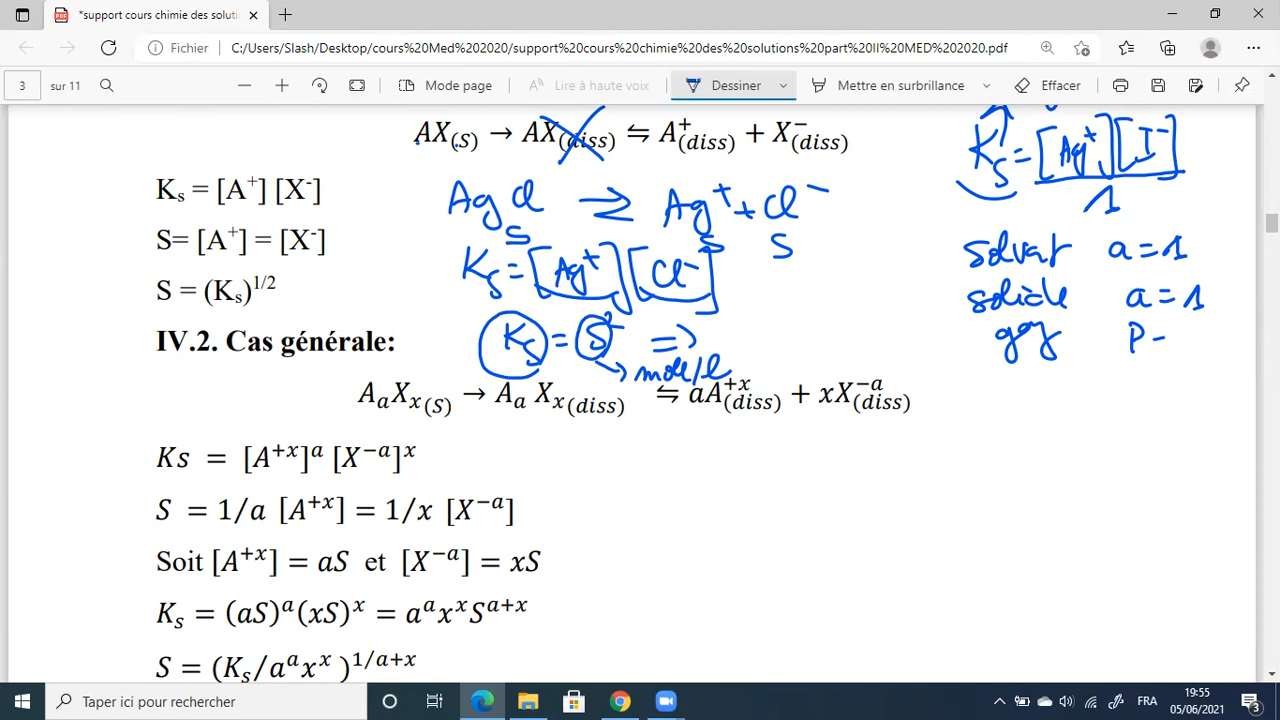 *support cours chimie des soluti
Fichier C:/Users/Slash/Desktop/cours%20Med%202020/support%20cours%20chimie%20des%20solutions%20part%20II%20MED%202020.pdf
3 sur 11 Mode page Lire à haute voix Dessiner Mettre en surbrillance Effacer
AX(S) → AX(diss) ⇋ A⁺(diss) + X⁻(diss)
Ks = [Ag⁺][I⁻]
1
Ks = [A⁺] [X⁻]
AgCl ⇌ Ag⁺ + Cl⁻
S S S
S= [A⁺] = [X⁻]
Ks = [Ag⁺][Cl⁻]
solvat a = 1
S = (Ks)^1/2
solide a = 1
Ks = S² ⇒
gaz P -
→ mole/l
IV.2. Cas générale:
AaXx(S) → Aa Xx(diss) ⇋ aA⁺ˣ(diss) + xX⁻ᵃ(diss)
Ks = [A⁺ˣ]ᵃ [X⁻ᵃ]ˣ
S = 1/a [A⁺ˣ] = 1/x [X⁻ᵃ]
Soit [A⁺ˣ] = aS et [X⁻ᵃ] = xS
Ks = (aS)ᵃ(xS)ˣ = aᵃxˣSᵃ⁺ˣ
S = (Ks/aᵃxˣ )^1/a+x
Taper ici pour rechercher
FRA
19:55
05/06/2021
3